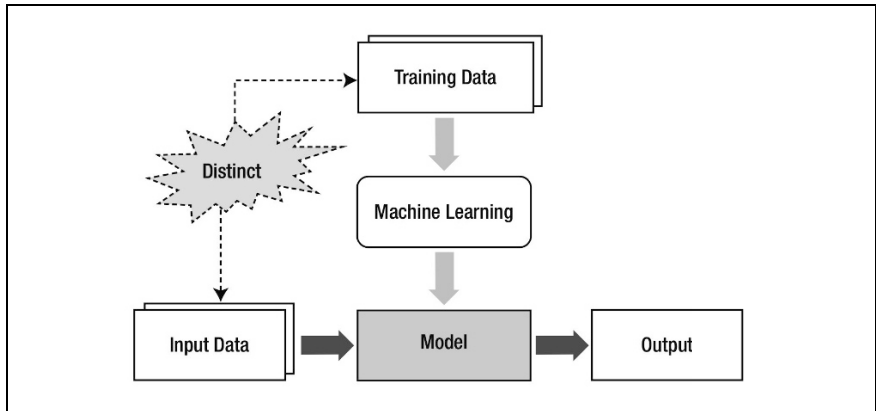 Training Data
Distinct
Machine Learning
Input Data
Model
Output